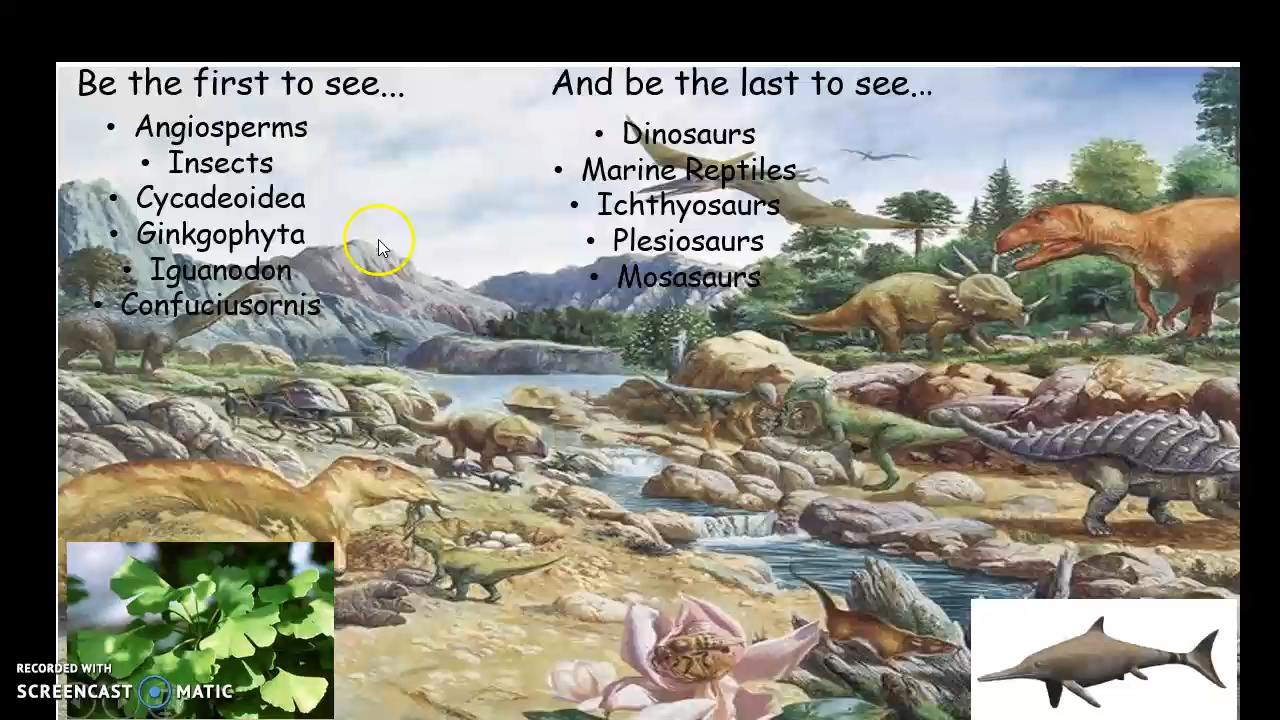 Be the first to see...
• Angiosperms
• Insects
• Cycadeoidea
• Ginkgophyta
• Iguanodon
• Confuciusornis
And be the last to see...
• Dinosaurs
• Marine Reptiles
• Ichthyosaurs
• Plesiosaurs
• Mosasaurs
RECORDED WITH
SCREENCAST MATIC